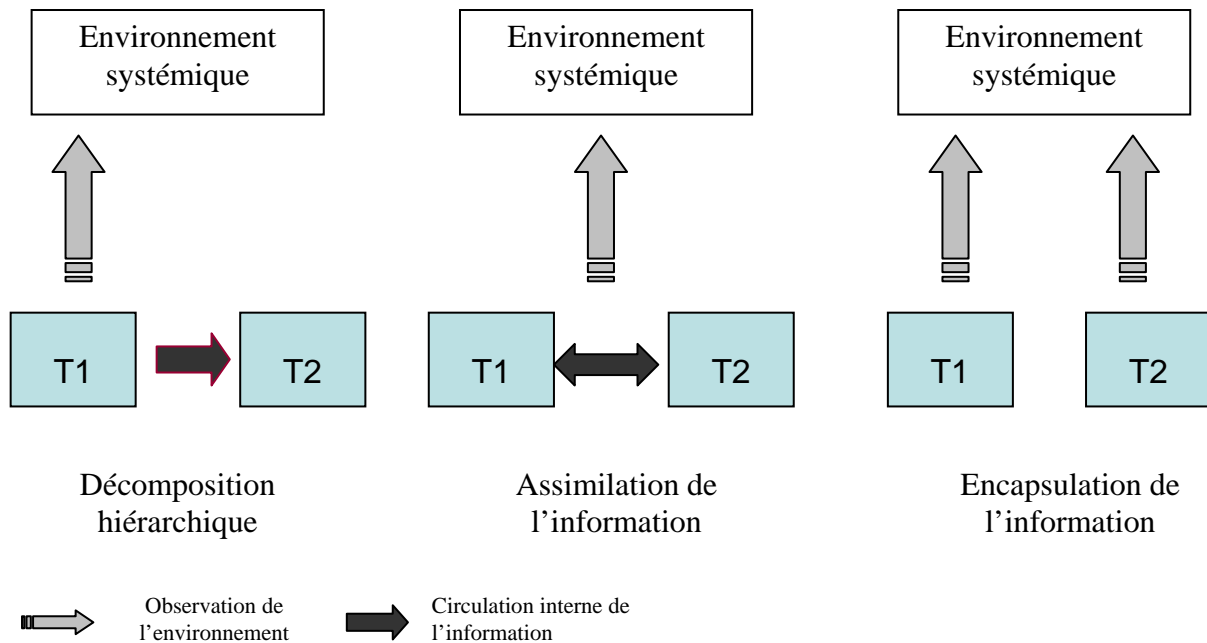 Environnement
systémique
Environnement
systémique
Environnement
systémique
T1
T2
T1
T2
T1
T2
Décomposition
hiérarchique
Assimilation de
l’information
Encapsulation de
l’information
Observation de
l’environnement
Circulation interne de
l’information